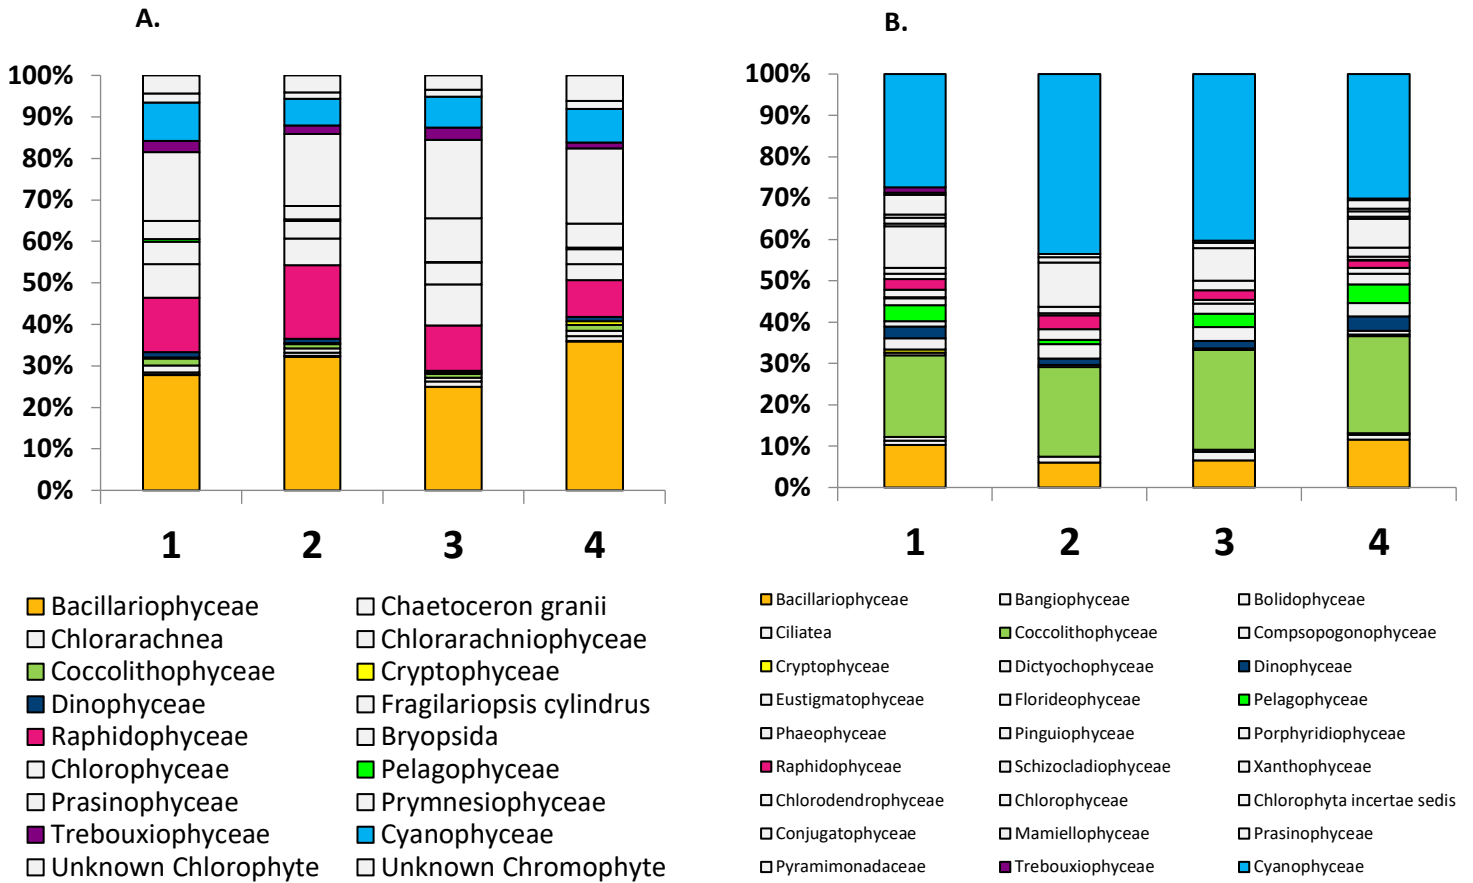 A.
100%
90%
80%
70%
60%
50%
40%
30%
20%
10%
0%
1 2 3 4
Bacillariophyceae Chaetoceron granii
Chlorarachnea Chlorarachniophyceae
Coccolithophyceae Cryptophyceae
Dinophyceae Fragilariopsis cylindrus
Raphidophyceae Bryopsida
Chlorophyceae Pelagophyceae
Prasinophyceae Prymnesiophyceae
Trebouxiophyceae Cyanophyceae
Unknown Chlorophyte Unknown Chromophyte
B.
100%
90%
80%
70%
60%
50%
40%
30%
20%
10%
0%
1 2 3 4
Bacillariophyceae Bangiophyceae Bolidophyceae
Ciliatea Coccolithophyceae Compsopogonophyceae
Cryptophyceae Dictyochophyceae Dinophyceae
Eustigmatophyceae Florideophyceae Pelagophyceae
Phaeophyceae Pinguiophyceae Porphyridiophyceae
Raphidophyceae Schizocladiophyceae Xanthophyceae
Chlorodendrophyceae Chlorophyceae Chlorophyta incertae sedis
Conjugatophyceae Mamiellophyceae Prasinophyceae
Pyramimonadaceae Trebouxiophyceae Cyanophyceae